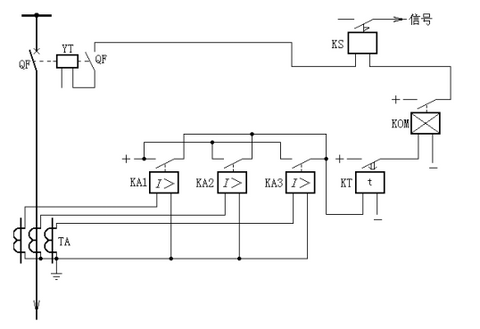 信号
KS
YT
QF
QF
+
KOM
+
KA1
I>
KA2
I>
KA3
I>
+
KT
t
TA